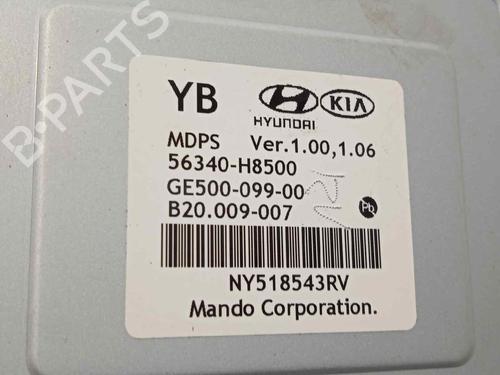 B-PARTS
YB HYUNDAI KIA
MDPS Ver.1.00,1.06
56340-H8500
GE500-099-00
B20.009-007 Pb
NY518543RV
Mando Corporation.